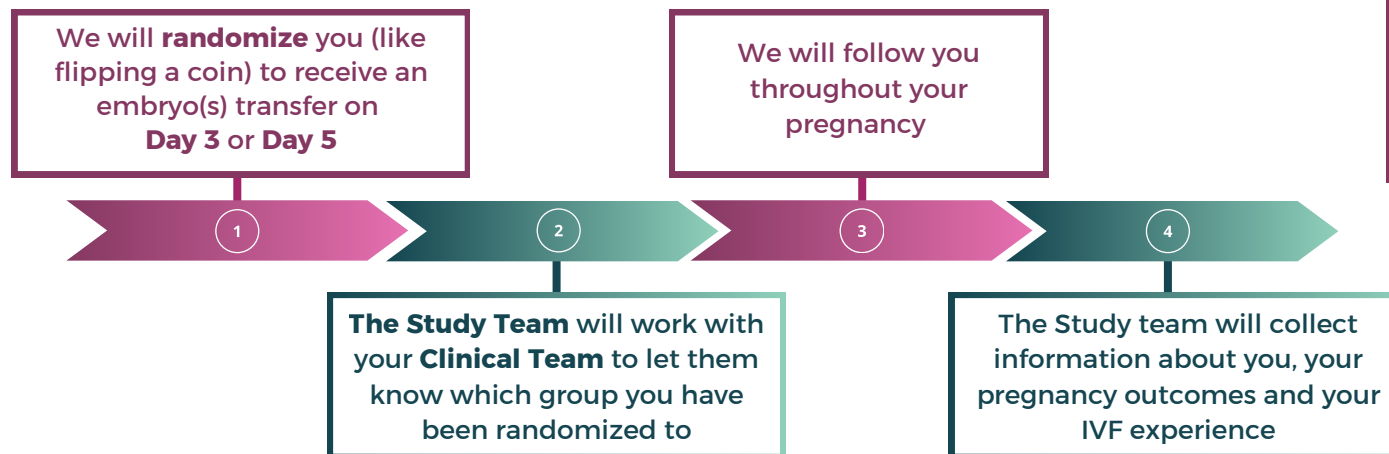 We will randomize you (like
flipping a coin) to receive an
embryo(s) transfer on
Day 3 or Day 5
1
The Study Team will work with
your Clinical Team to let them
know which group you have
been randomized to
2
We will follow you
throughout your
pregnancy
3
The Study team will collect
information about you, your
pregnancy outcomes and your
IVF experience
4